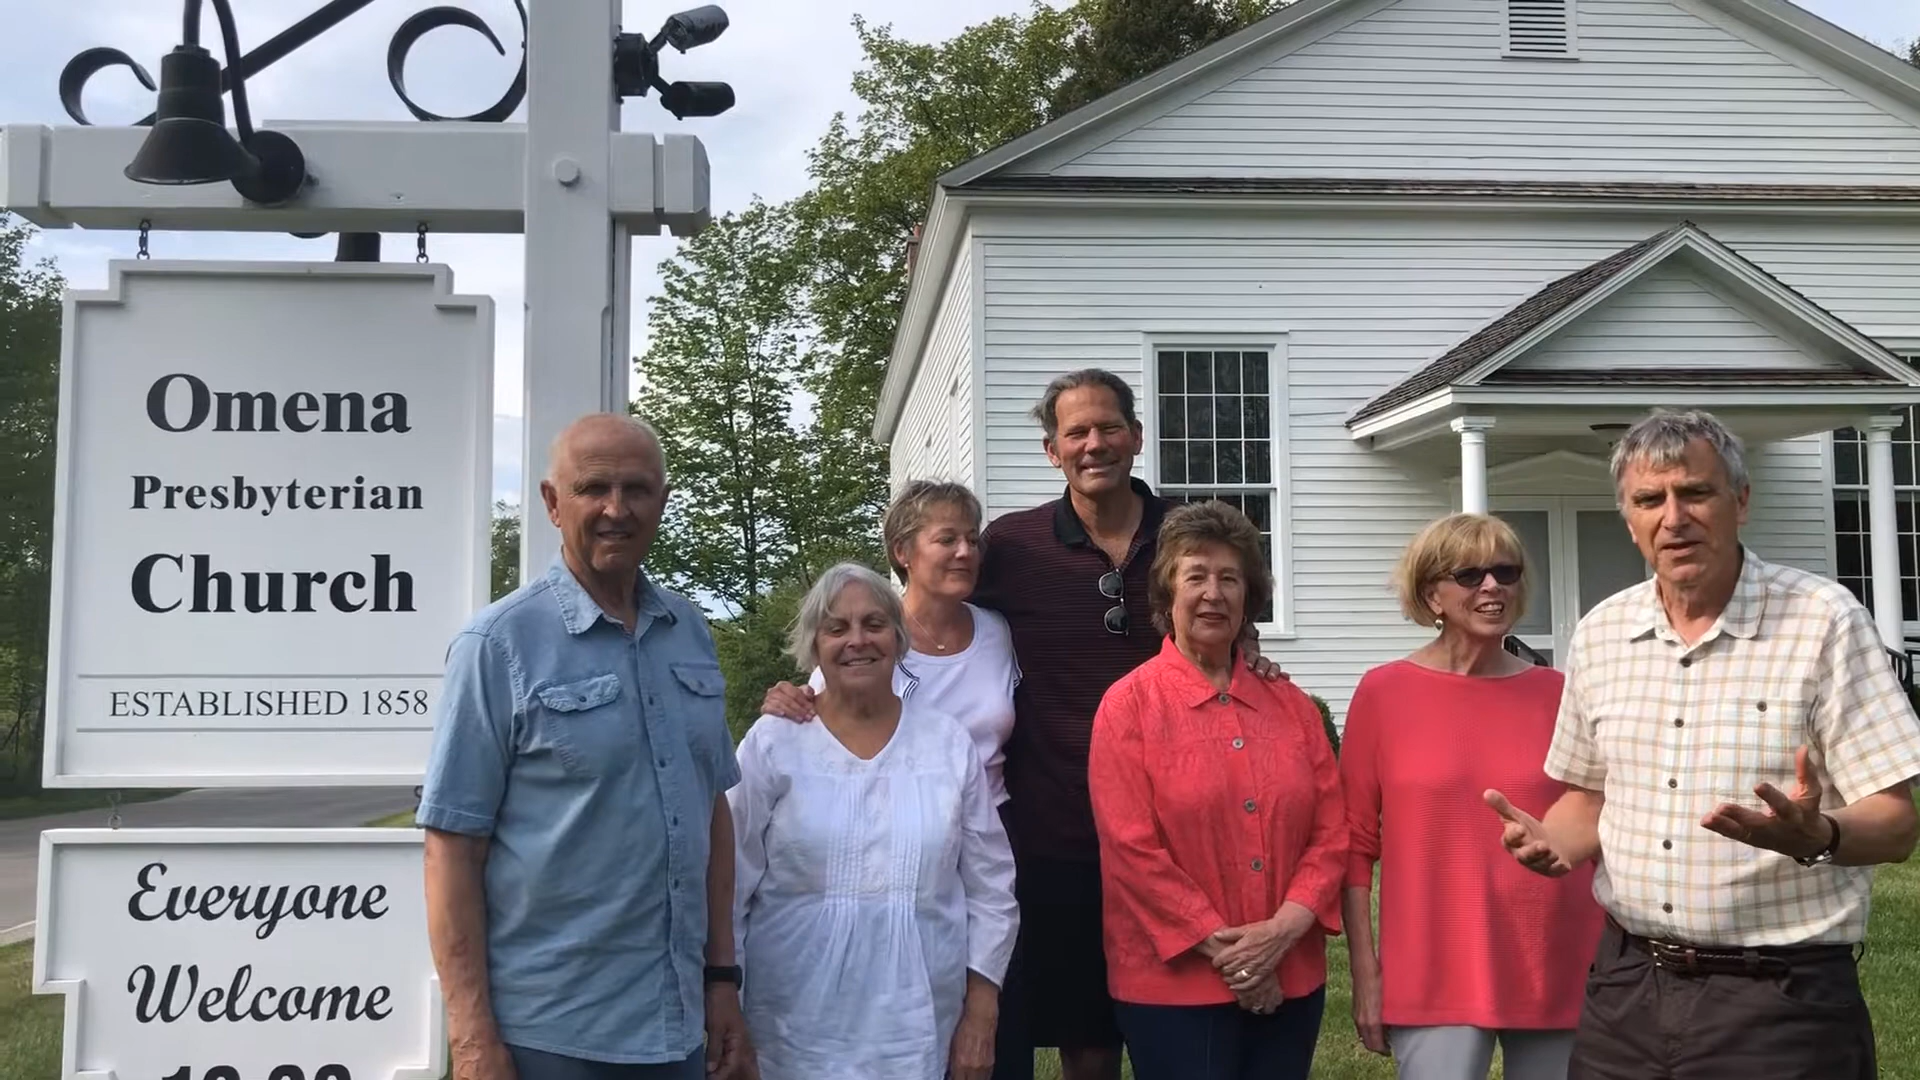 Omena
Presbyterian
Church
ESTABLISHED 1858
Everyone
Welcome